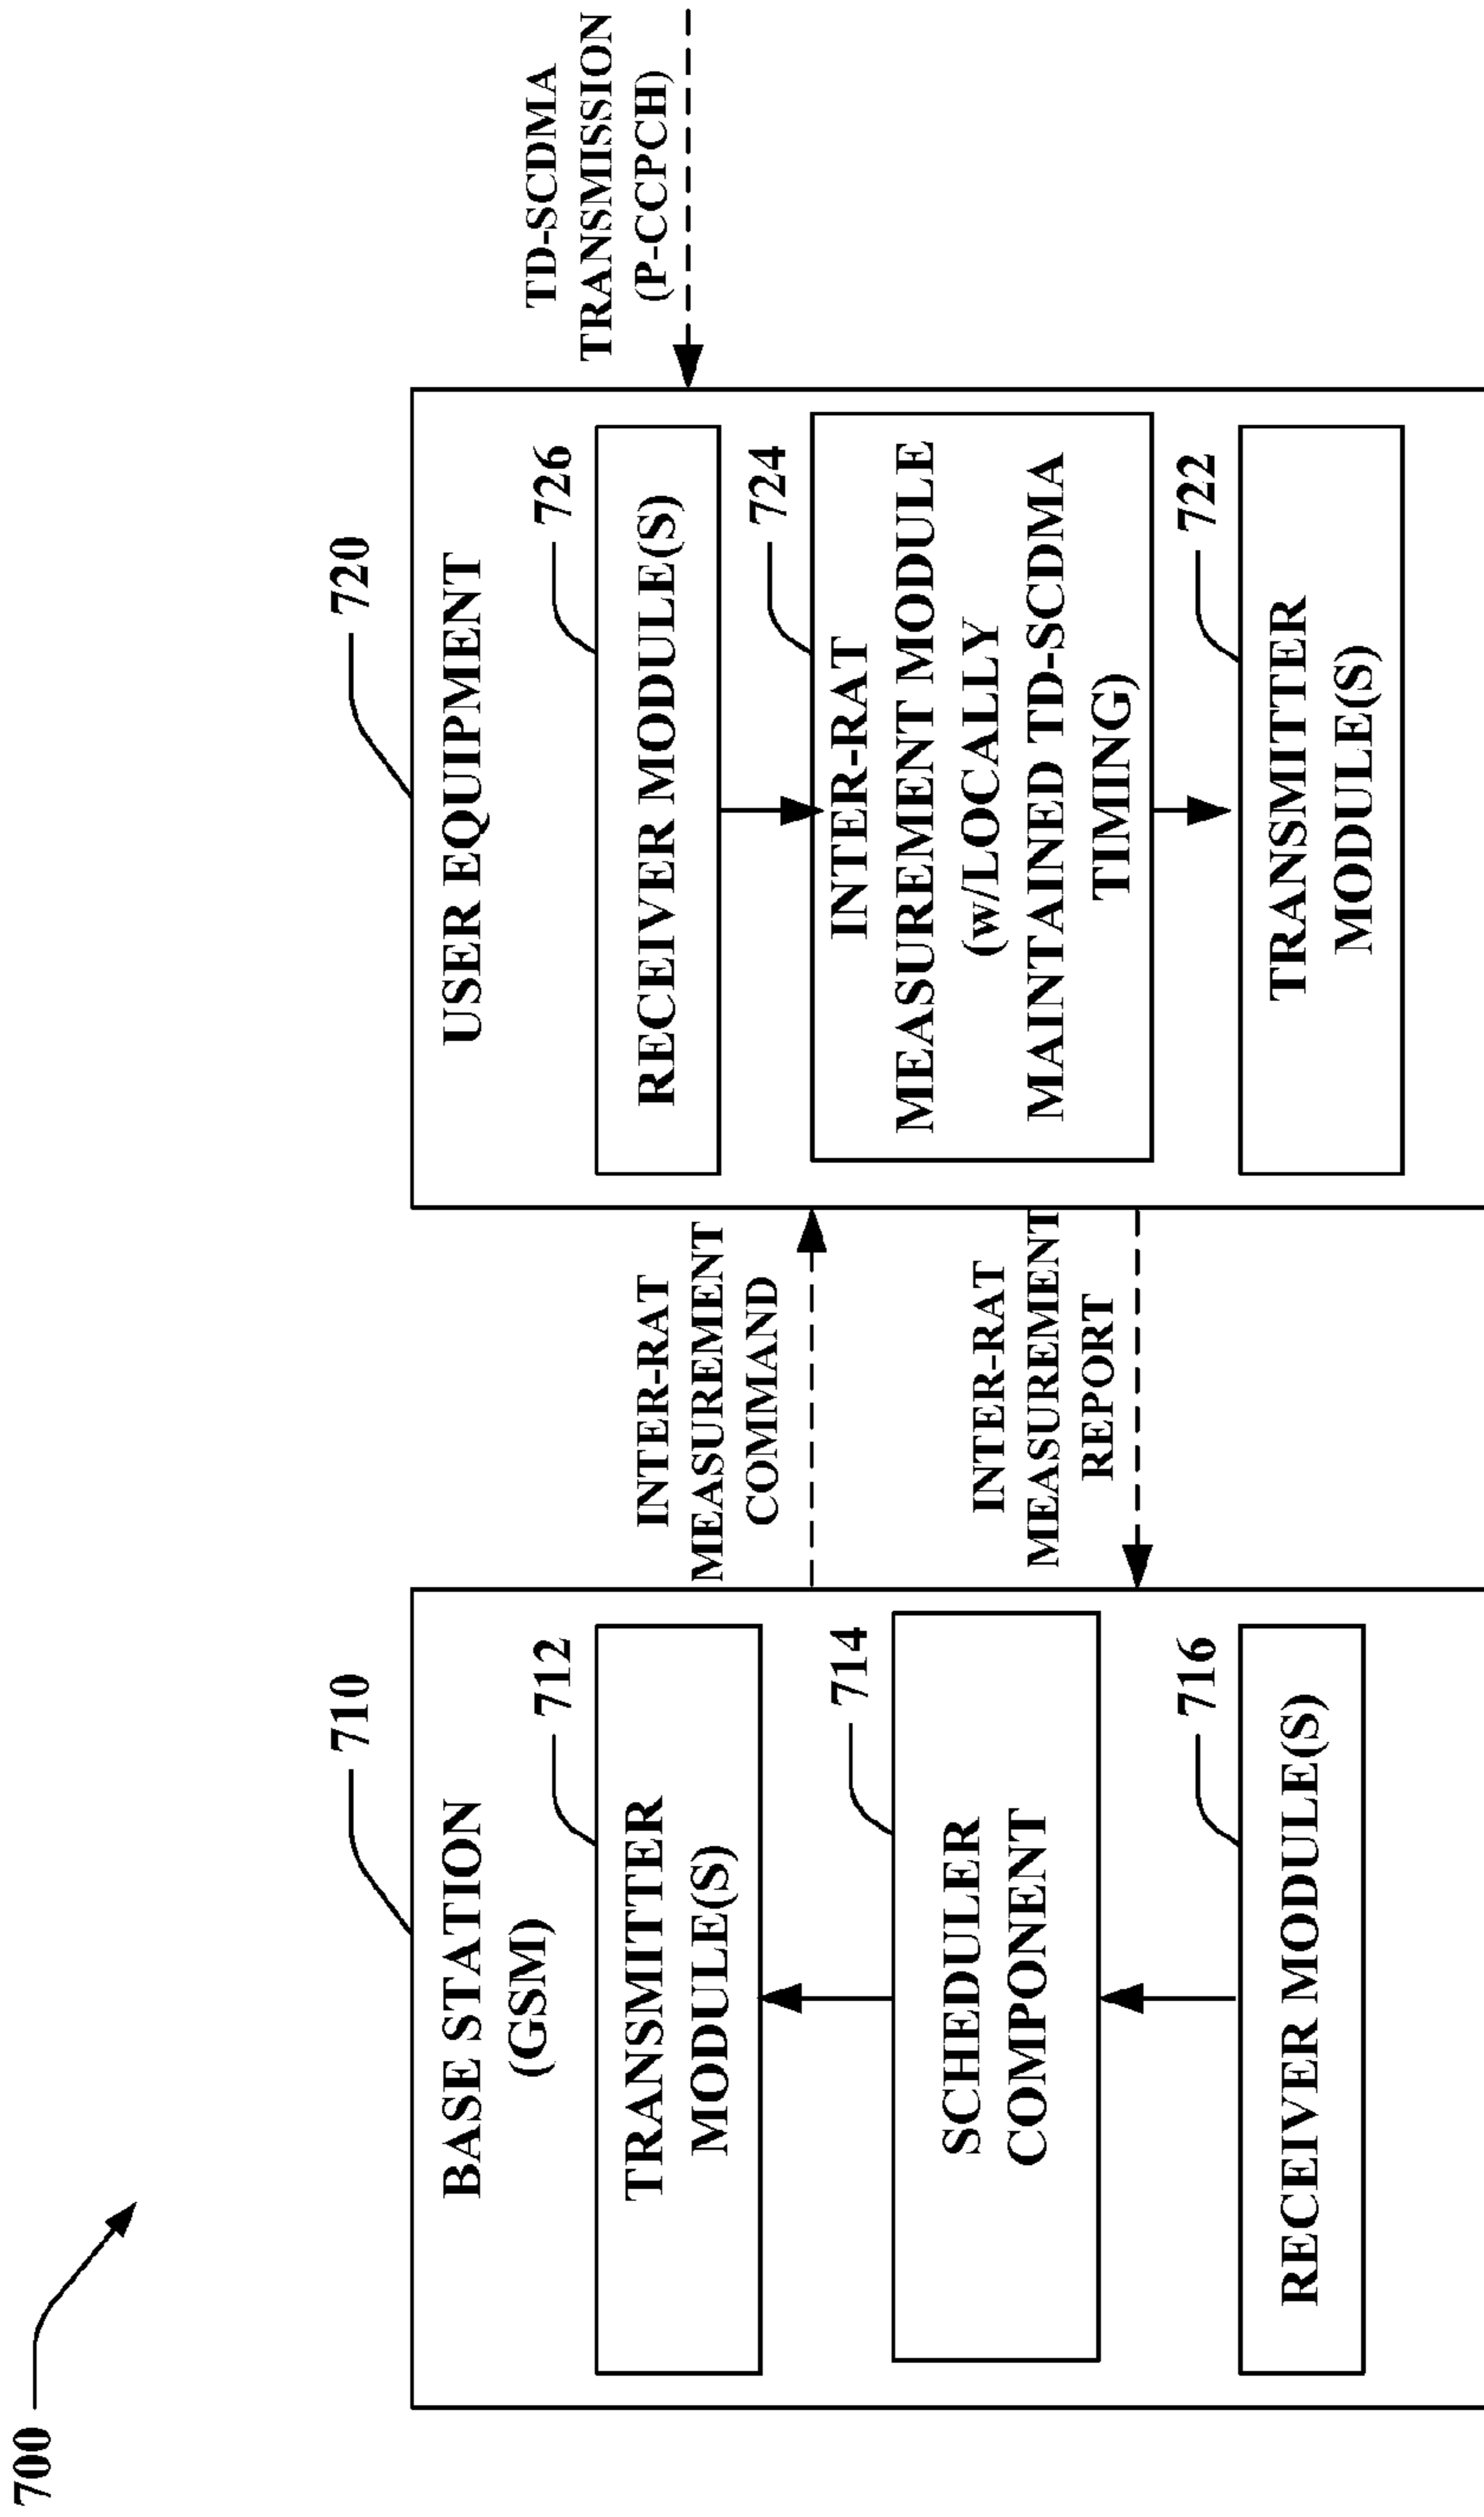 700
710
BASE STATION
(GSM)
712
TRANSMITTER
MODULE(S)
714
SCHEDULER
COMPONENT
716
RECEIVER MODULE(S)
INTER-RAT
MEASUREMENT
COMMAND
INTER-RAT
MEASUREMENT
REPORT
720
USER EQUIPMENT
726
RECEIVER MODULE(S)
724
INTER-RAT
MEASUREMENT MODULE
(w/LOCALLY
MAINTAINED TD-SCDMA
TIMING)
722
TRANSMITTER
MODULE(S)
TD-SCDMA
TRANSMISSION
(P-CCPCH)